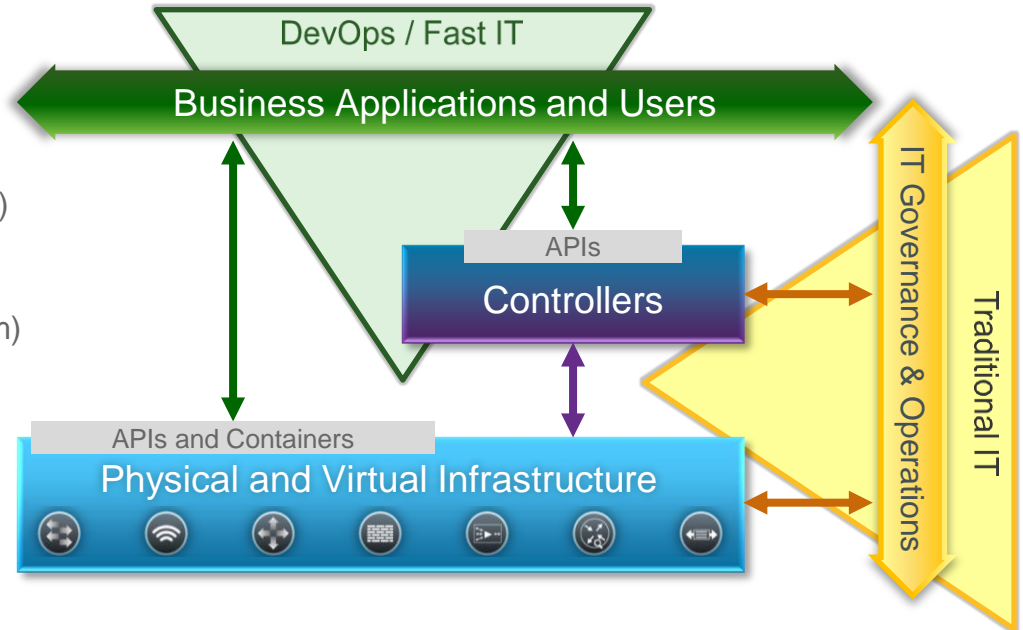 DevOps / Fast IT
Business Applications and Users
)
APIs
Controllers
)
APIs and Containers
Physical and Virtual Infrastructure
IT Governance & Operations
Traditional IT